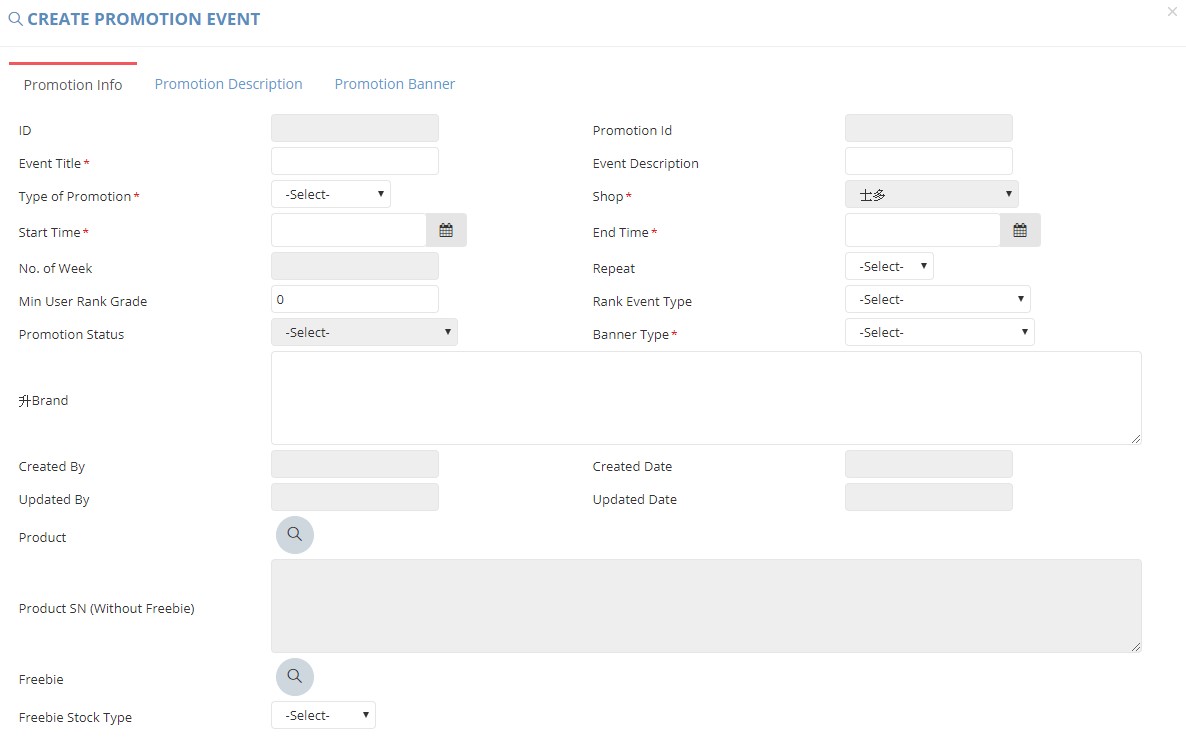 CREATE PROMOTION EVENT
Promotion Info Promotion Description Promotion Banner
ID Promotion Id
Event Title* Event Description
Type of Promotion* -Select- Shop* 士多
Start Time* End Time*
No. of Week Repeat -Select-
Min User Rank Grade 0 Rank Event Type -Select-
Promotion Status -Select- Banner Type* -Select-
升Brand
Created By Created Date
Updated By Updated Date
Product
Product SN (Without Freebie)
Freebie
Freebie Stock Type -Select-